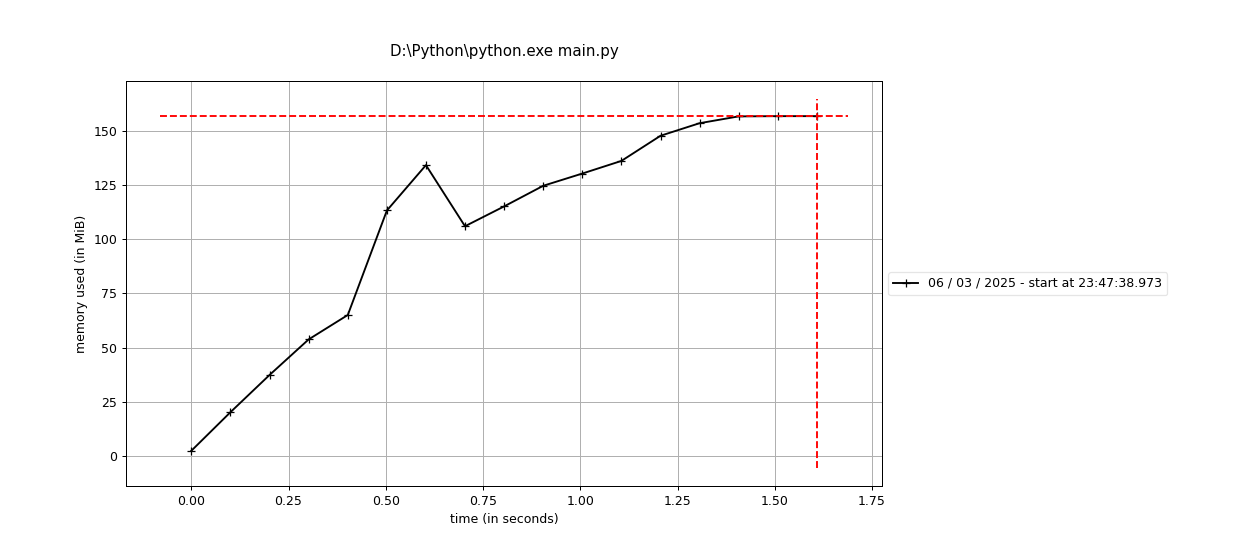 D:\Python\python.exe main.py
150
125
100
75
50
25
0
memory used (in MiB)
0.00 0.25 0.50 0.75 1.00 1.25 1.50 1.75
time (in seconds)
06 / 03 / 2025 - start at 23:47:38.973